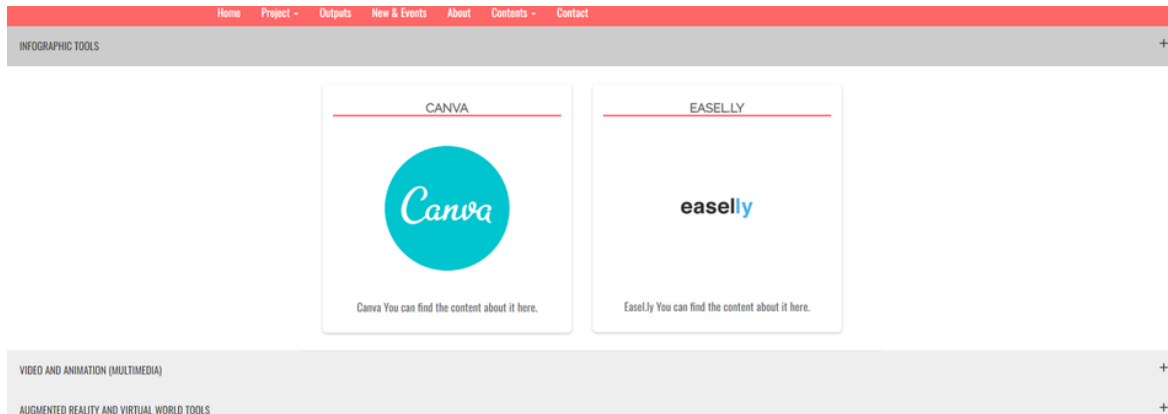 Home Project Outputs New & Events About Contents Contact
INFOGRAPHIC TOOLS +
CANVA
Canva
Canva You can find the content about it here.
EASEL.LY
easelly
Easel.ly You can find the content about it here.
VIDEO AND ANIMATION (MULTIMEDIA) +
AUGMENTED REALITY AND VIRTUAL WORLD TOOLS +